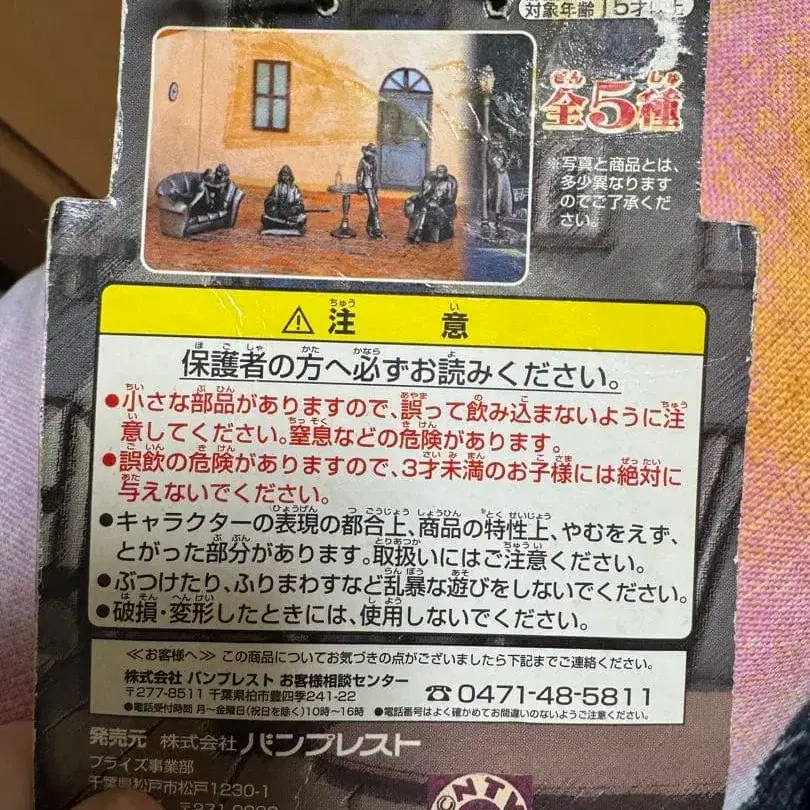 対象年齢 15才以上
全5種
※写真と商品とは、
多少異なります
のでご了承くだ
さい。
⚠注意
保護者の方へ必ずお読みください。
●小さな部品がありますので、誤って飲み込まないように注
意してください。窒息などの危険があります。
●誤飲の危険がありますので、3才未満のお子様には絶対に
与えないでください。
●キャラクターの表現の都合上、商品の特性上、やむをえず、
とがった部分があります。取扱いにはご注意ください。
●ぶつけたり、ふりまわすなど乱暴な遊びをしないでください。
●破損・変形したときには、使用しないでください。
≪お客様へ≫ この商品についてお気づきの点がございましたら下記までご連絡ください。
株式会社 バンプレスト お客様相談センター
〒277-8511 千葉県柏市豊四季241-22
☎0471-48-5811
●電話受付時間 月〜金曜日(祝日を除く)10時〜16時 ●電話番号はよく確かめてお間違いのないようご注意ください。
発売元 株式会社 バンプレスト
プライズ事業部
千葉県松戸市松戸1230-1
〒271
©NTV